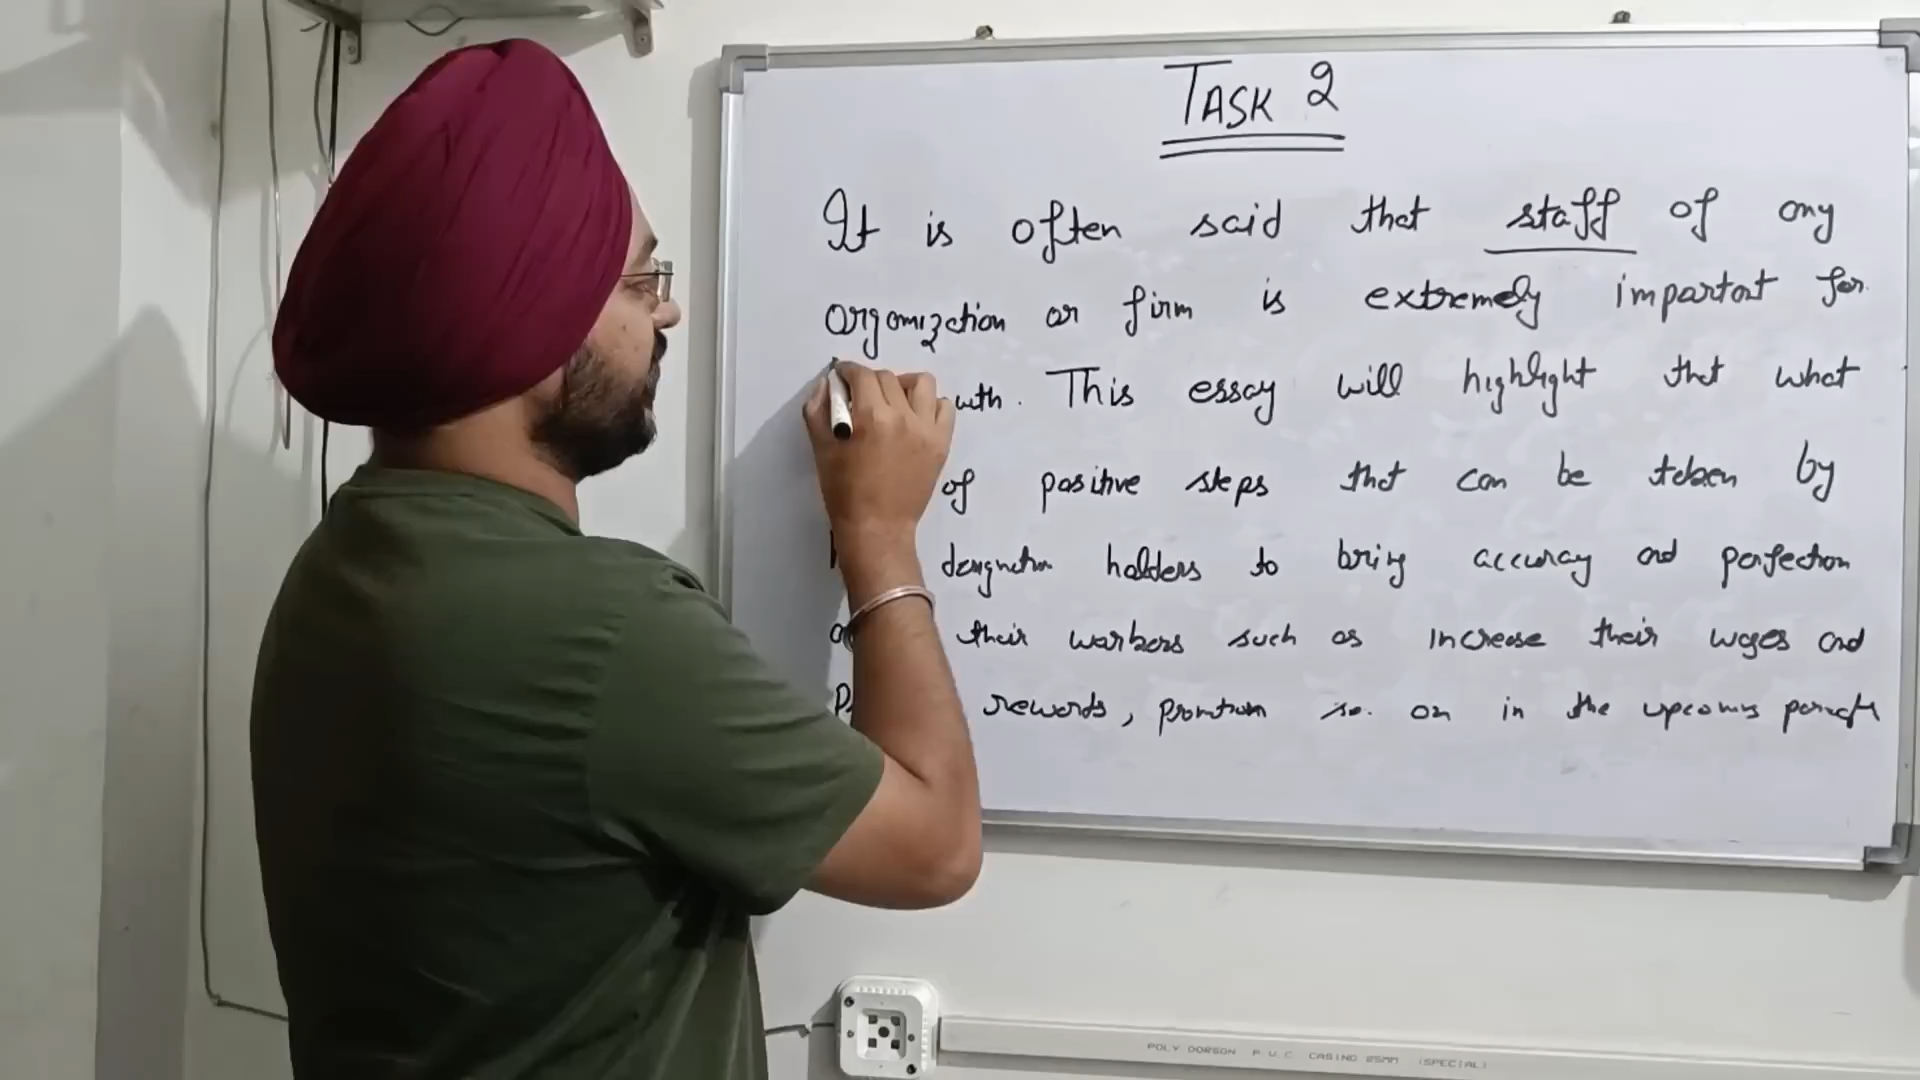 TASK 2
It is often said that staff of any
organization or firm is extremely important for
wth. This essay will highlight that what
of positive steps that can be taken by
designation holders to bring accuracy and perfection
their workers such as increase their wages and
rewards, promotion so on in the upcoming
POLY DORSON P.V.C CASING 25MM (SPECIAL)